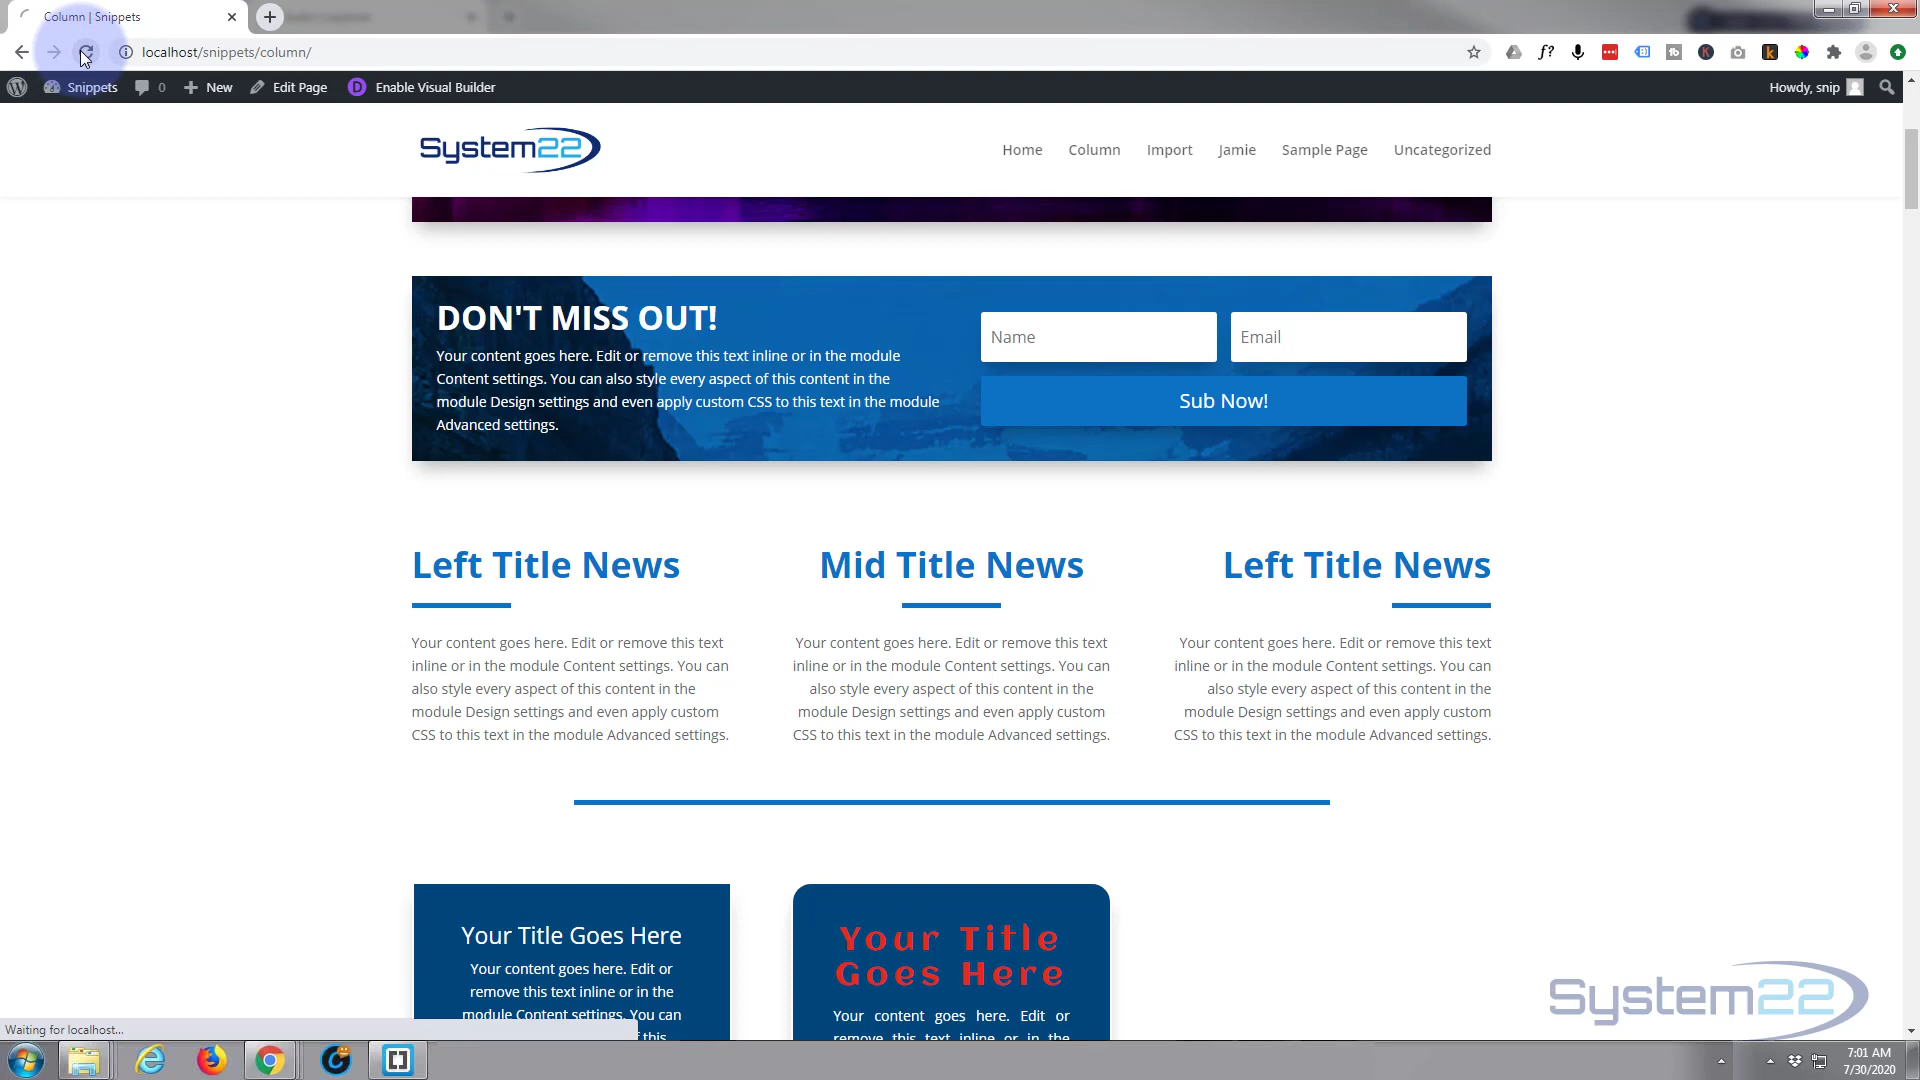 Column | Snippets
localhost/snippets/column/
Snippets
0
New
Edit Page
Enable Visual Builder
Howdy, snip
System22
Home
Column
Import
Jamie
Sample Page
Uncategorized
DON'T MISS OUT!
Your content goes here. Edit or remove this text inline or in the module
Content settings. You can also style every aspect of this content in the
module Design settings and even apply custom CSS to this text in the module
Advanced settings.
Name
Email
Sub Now!
Left Title News
Your content goes here. Edit or remove this text
inline or in the module Content settings. You can
also style every aspect of this content in the
module Design settings and even apply custom
CSS to this text in the module Advanced settings.
Mid Title News
Your content goes here. Edit or remove this text
inline or in the module Content settings. You can
also style every aspect of this content in the
module Design settings and even apply custom
CSS to this text in the module Advanced settings.
Left Title News
Your content goes here. Edit or remove this text
inline or in the module Content settings. You can
also style every aspect of this content in the
module Design settings and even apply custom
CSS to this text in the module Advanced settings.
Your Title Goes Here
Your content goes here. Edit or
remove this text inline or in the
module Content settings. You can
f this
Your Title
Goes Here
Your content goes here. Edit or
remove this text inline or in the
System22
Waiting for localhost...
7:01 AM
7/30/2020